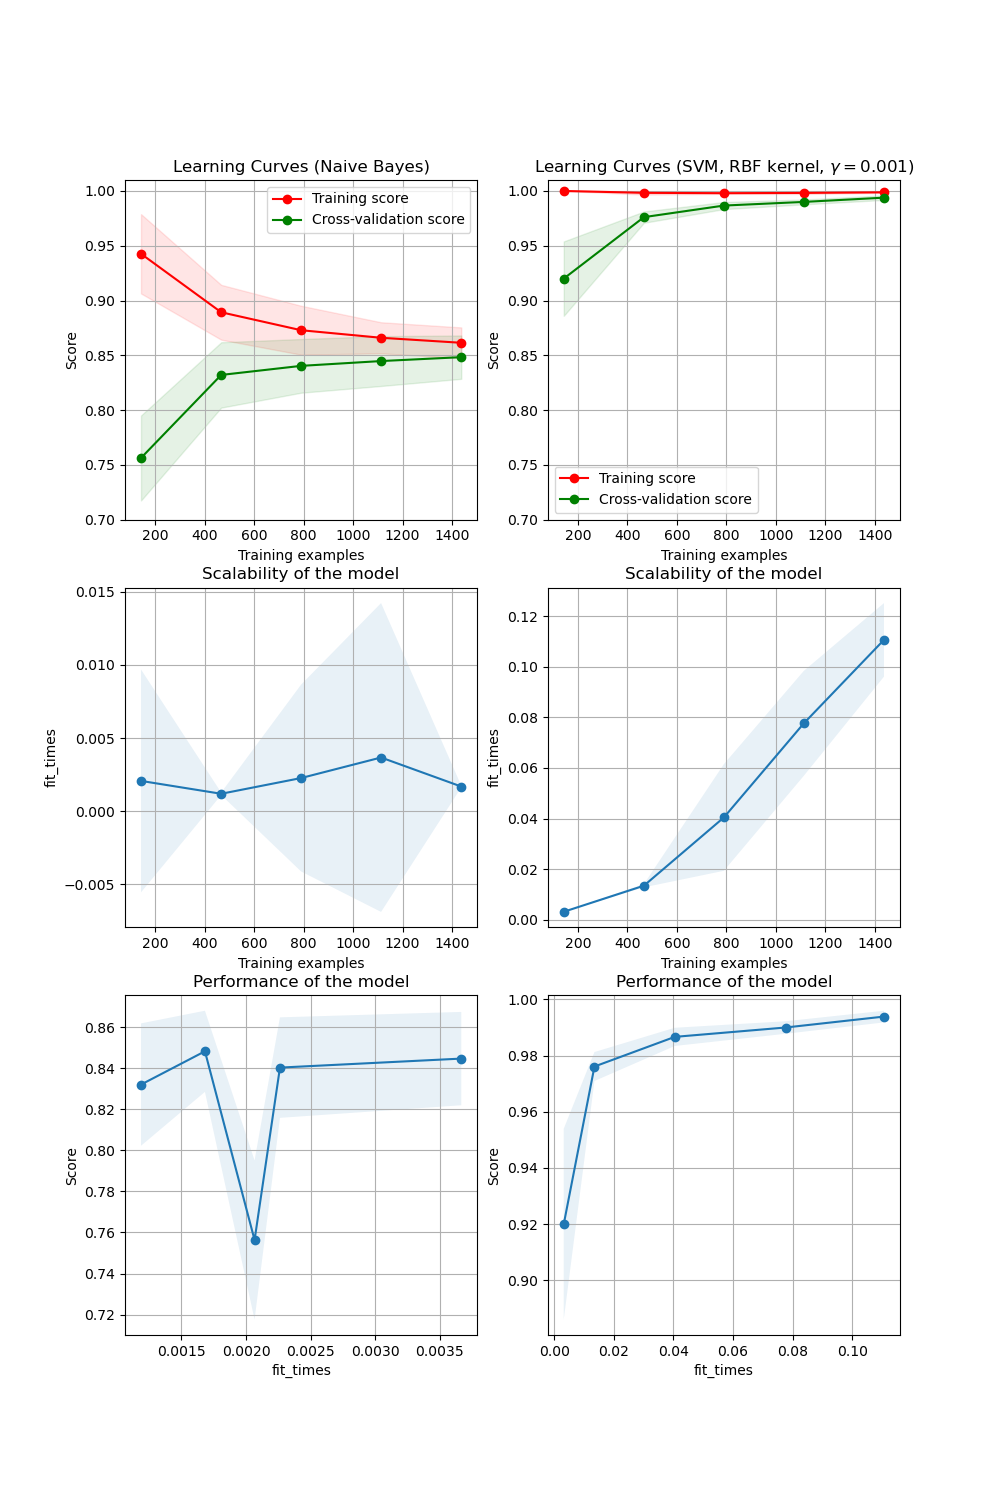 Learning Curves (Naive Bayes)
1.00
0.95
0.90
0.85
0.80
0.75
0.70
Score
Training score
Cross-validation score
200 400 600 800 1000 1200 1400
Training examples
Learning Curves (SVM, RBF kernel, γ = 0.001)
1.00
0.95
0.90
0.85
0.80
0.75
0.70
Score
Training score
Cross-validation score
200 400 600 800 1000 1200 1400
Training examples
Scalability of the model
0.015
0.010
0.005
0.000
−0.005
fit_times
200 400 600 800 1000 1200 1400
Training examples
Scalability of the model
0.12
0.10
0.08
0.06
0.04
0.02
0.00
fit_times
200 400 600 800 1000 1200 1400
Training examples
Performance of the model
0.86
0.84
0.82
0.80
0.78
0.76
0.74
0.72
Score
0.0015 0.0020 0.0025 0.0030 0.0035
fit_times
Performance of the model
1.00
0.98
0.96
0.94
0.92
0.90
Score
0.00 0.02 0.04 0.06 0.08 0.10
fit_times